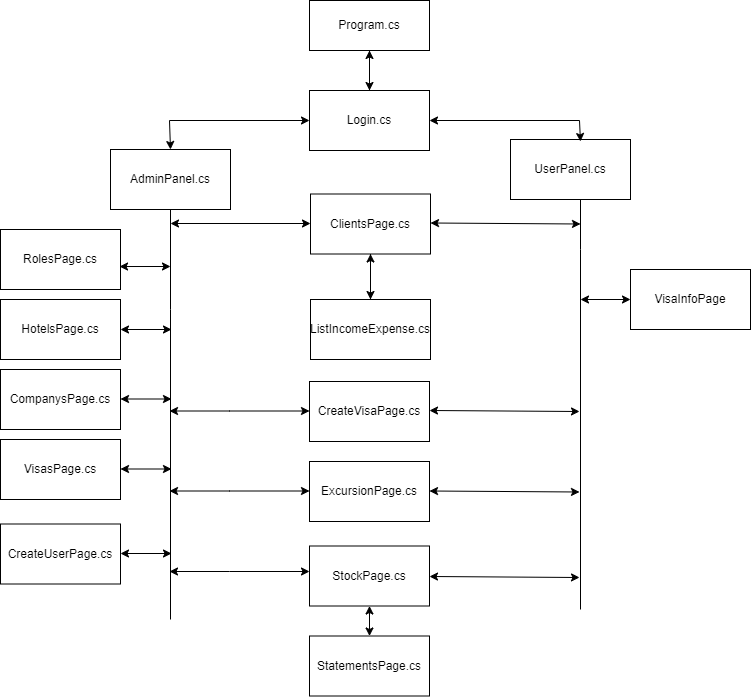 Program.cs
Login.cs
AdminPanel.cs
UserPanel.cs
ClientsPage.cs
RolesPage.cs
VisaInfoPage
HotelsPage.cs
ListIncomeExpense.cs
CompanysPage.cs
CreateVisaPage.cs
VisasPage.cs
ExcursionPage.cs
CreateUserPage.cs
StockPage.cs
StatementsPage.cs